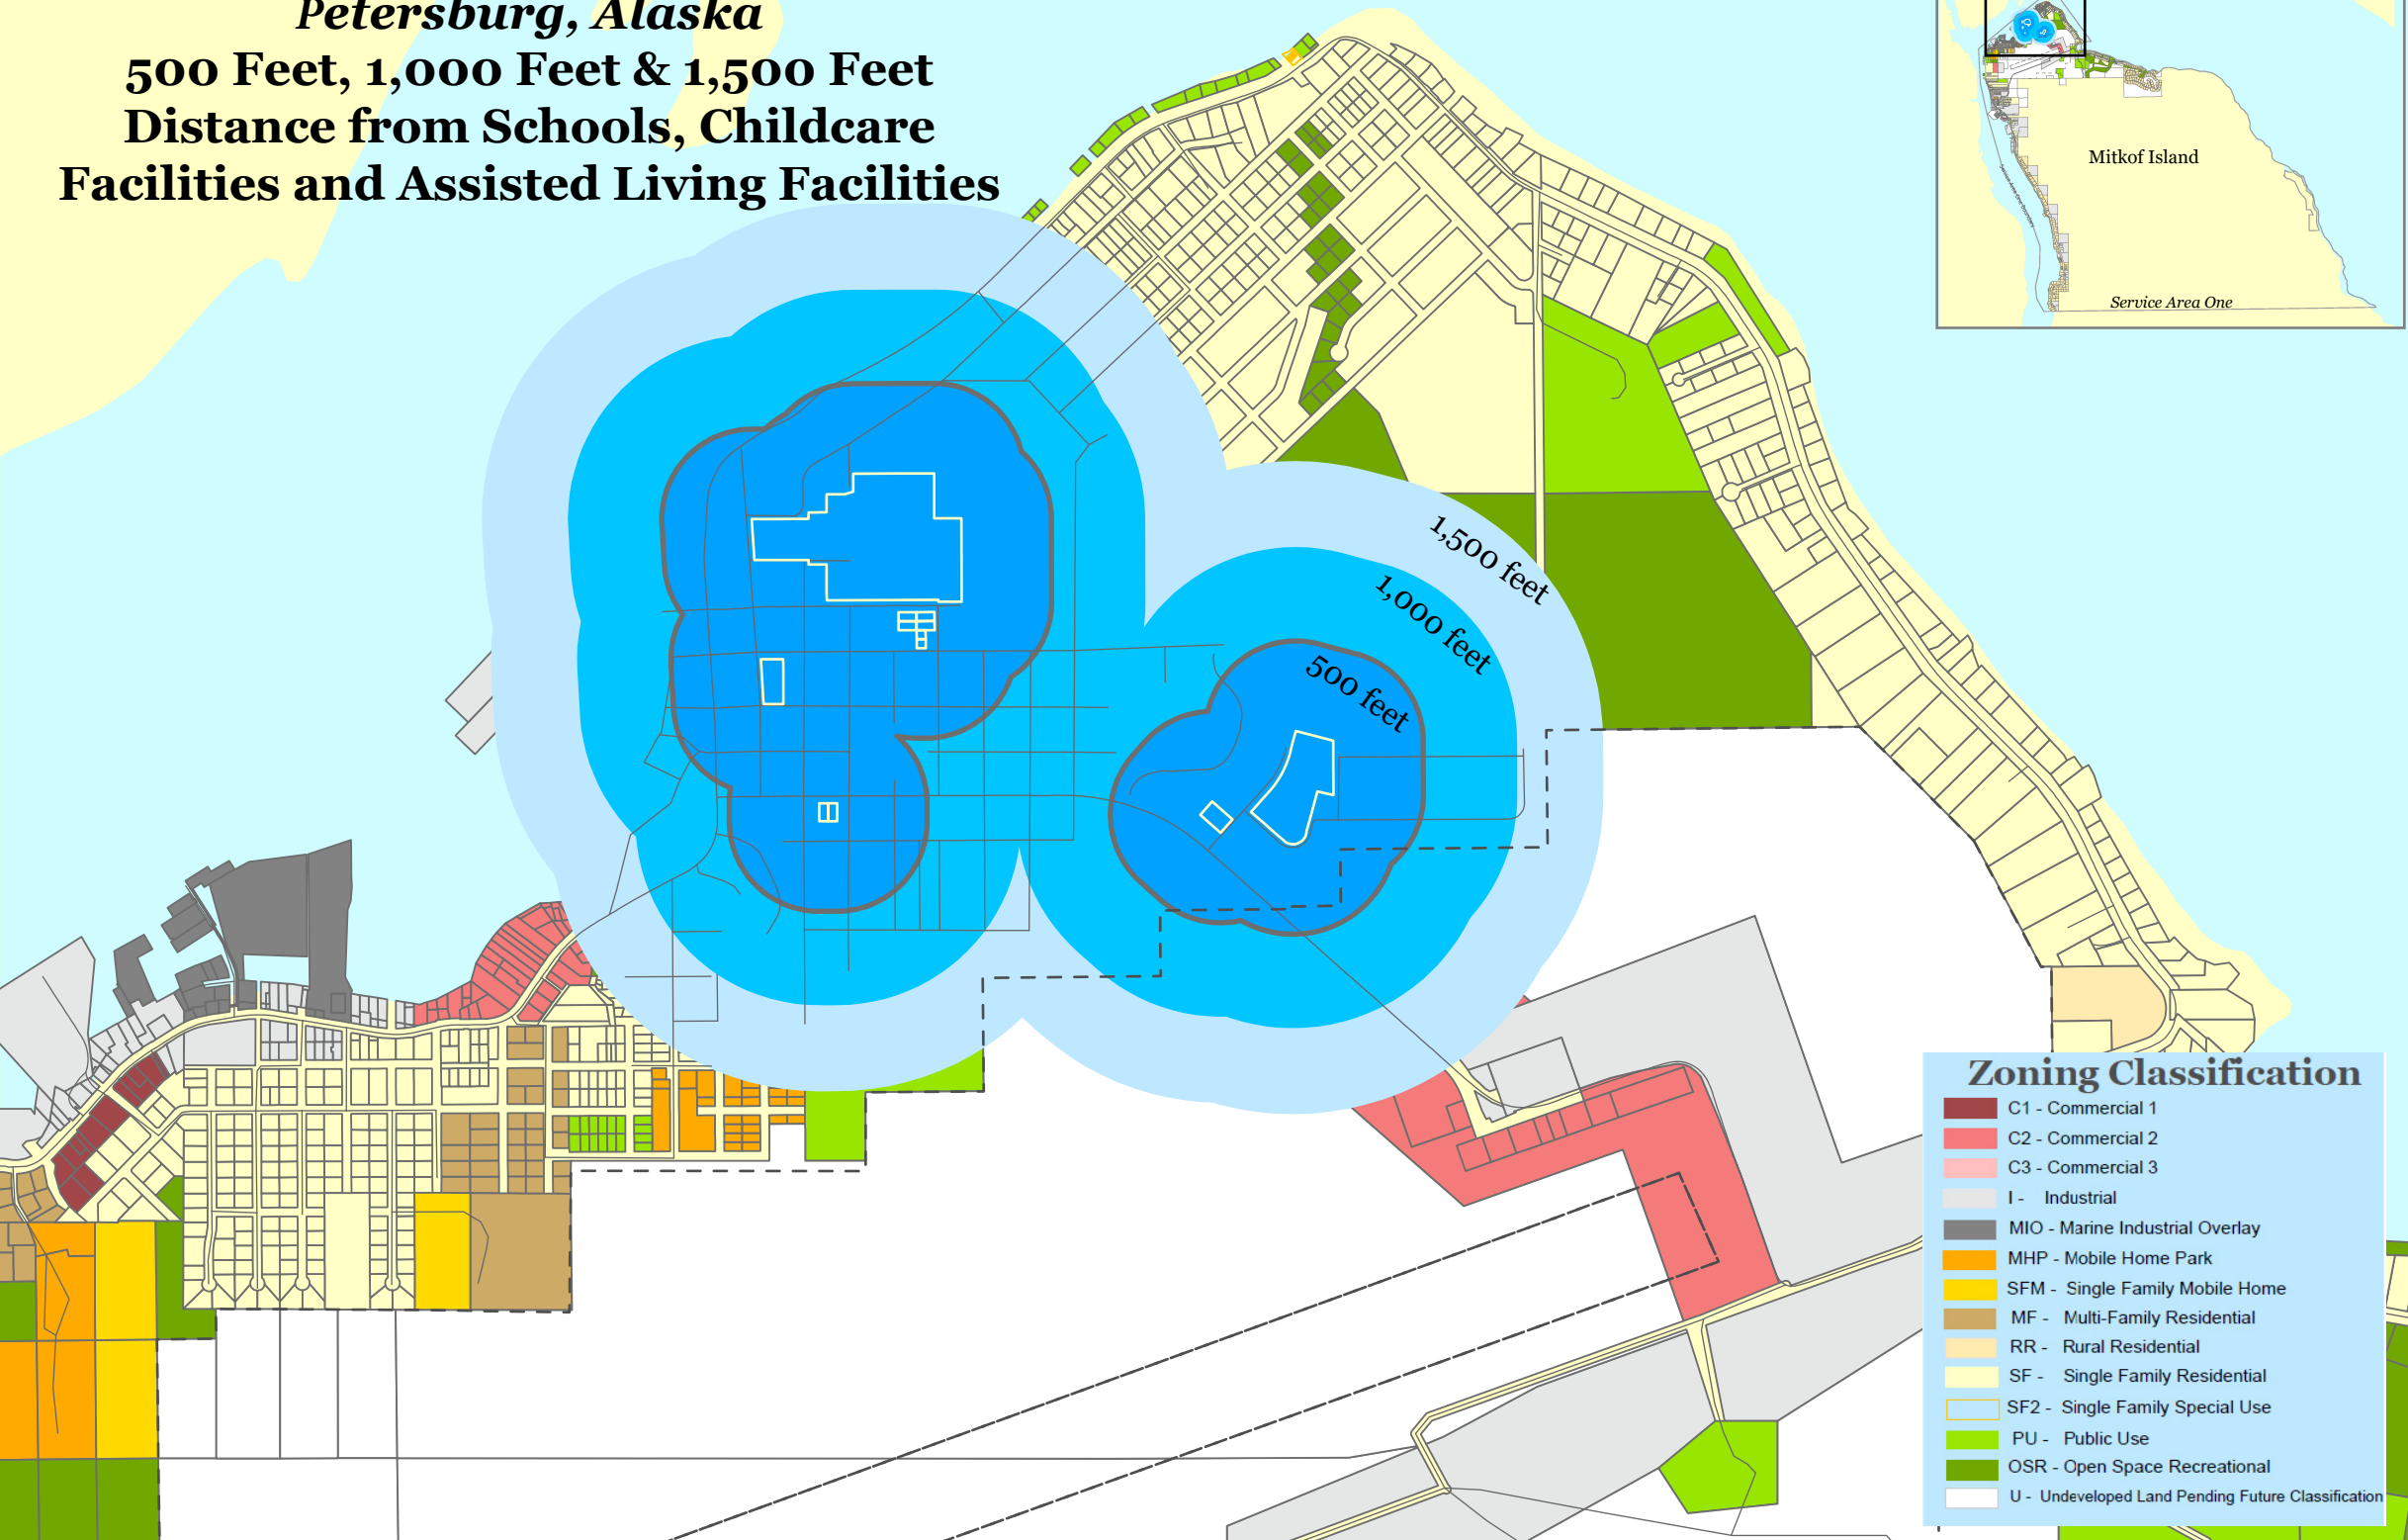 Petersburg, Alaska
500 Feet, 1,000 Feet & 1,500 Feet
Distance from Schools, Childcare
Facilities and Assisted Living Facilities
Mitkof Island
Service Area One
1,500 feet
1,000 feet
500 feet
Zoning Classification
C1 - Commercial 1
C2 - Commercial 2
C3 - Commercial 3
I - Industrial
MIO - Marine Industrial Overlay
MHP - Mobile Home Park
SFM - Single Family Mobile Home
MF - Multi-Family Residential
RR - Rural Residential
SF - Single Family Residential
SF2 - Single Family Special Use
PU - Public Use
OSR - Open Space Recreational
U - Undeveloped Land Pending Future Classification